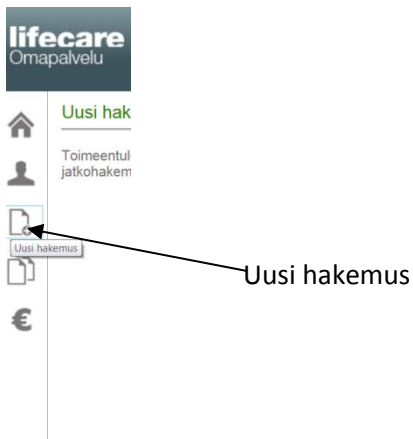 lifecare
Omapalvelu
Uusi hak
Toimeentul
jatkohakem
Uusi hakemus
Uusi hakemus
€